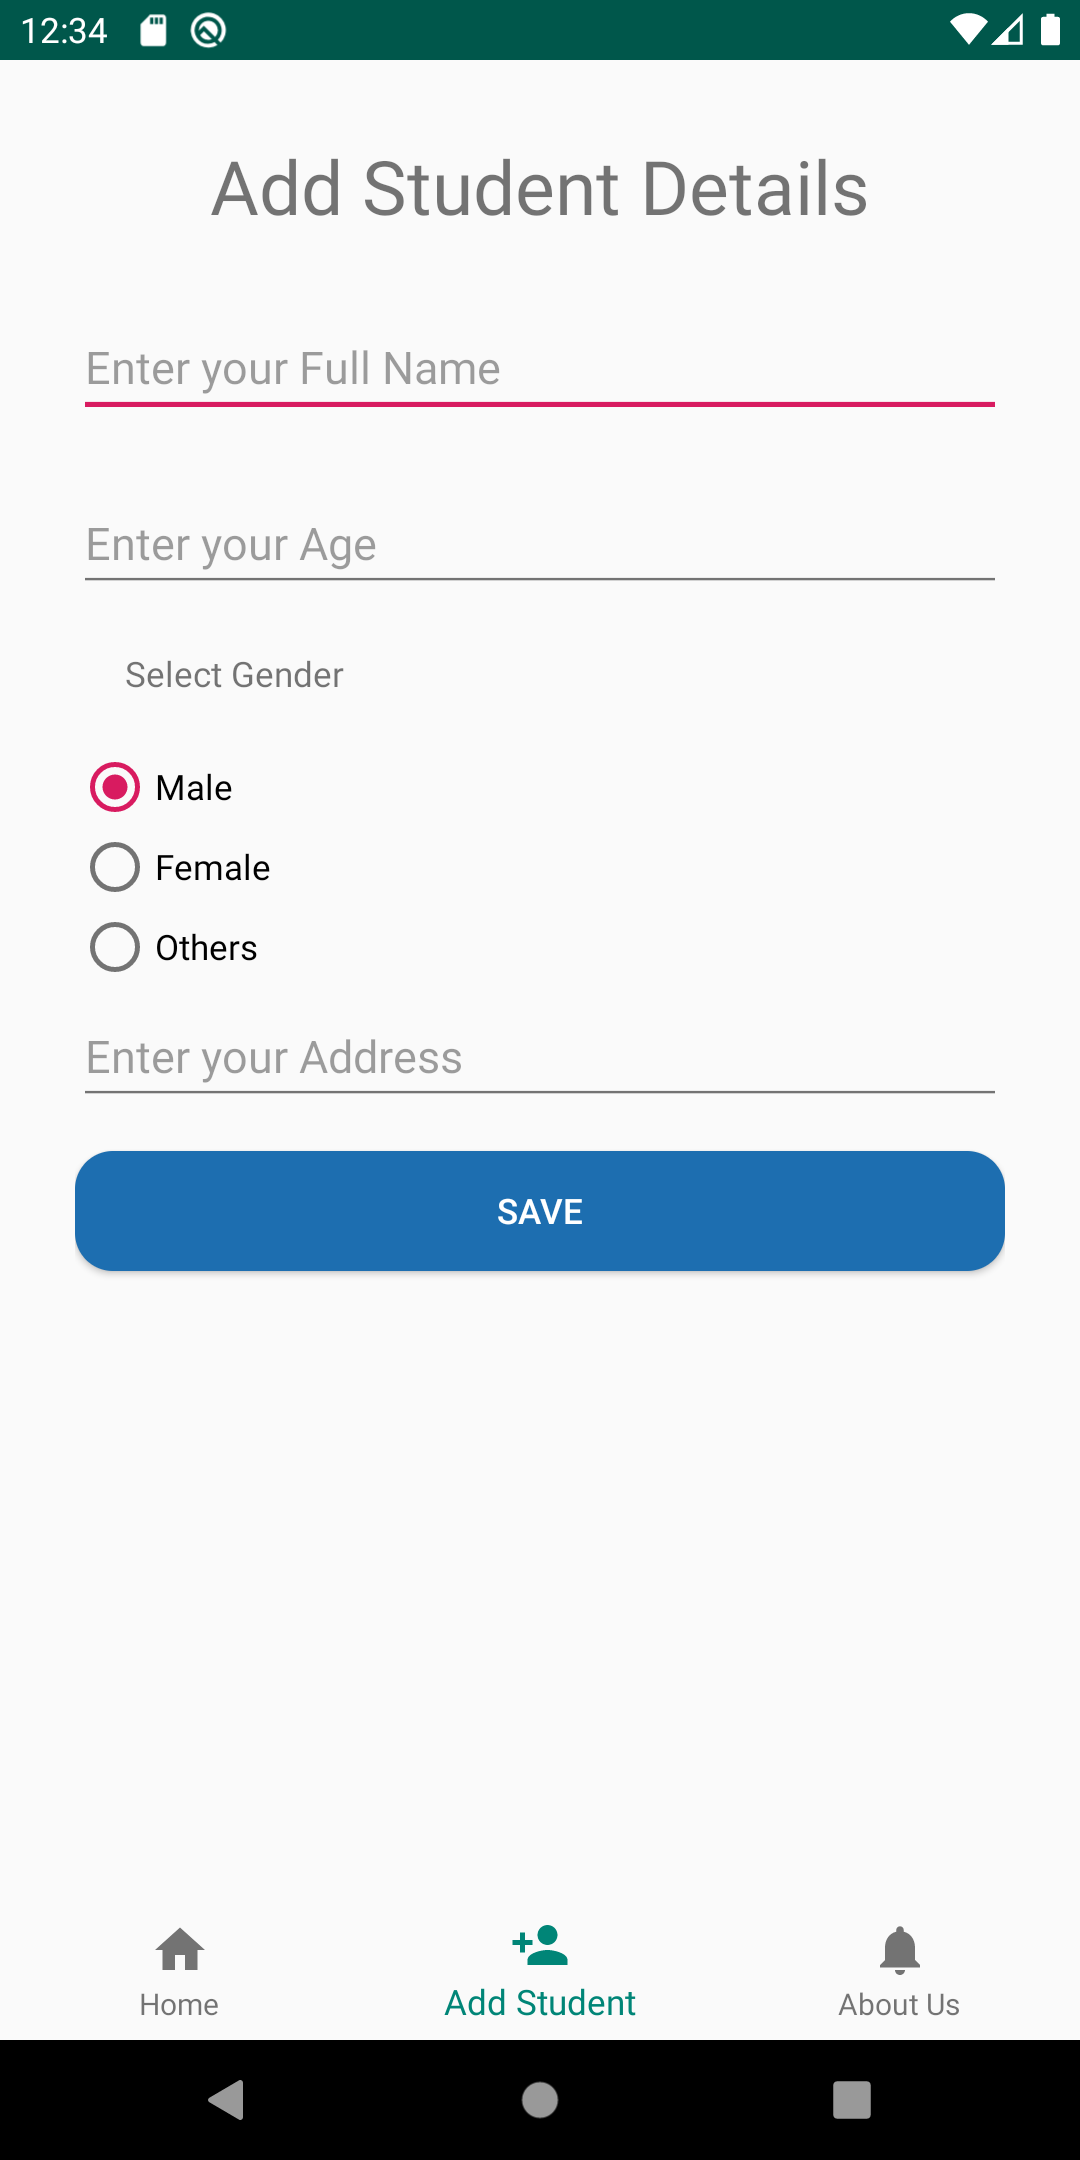 12:34
Add Student Details
Enter your Full Name
Enter your Age
Select Gender
Male
Female
Others
Enter your Address
SAVE
Home
Add Student
About Us